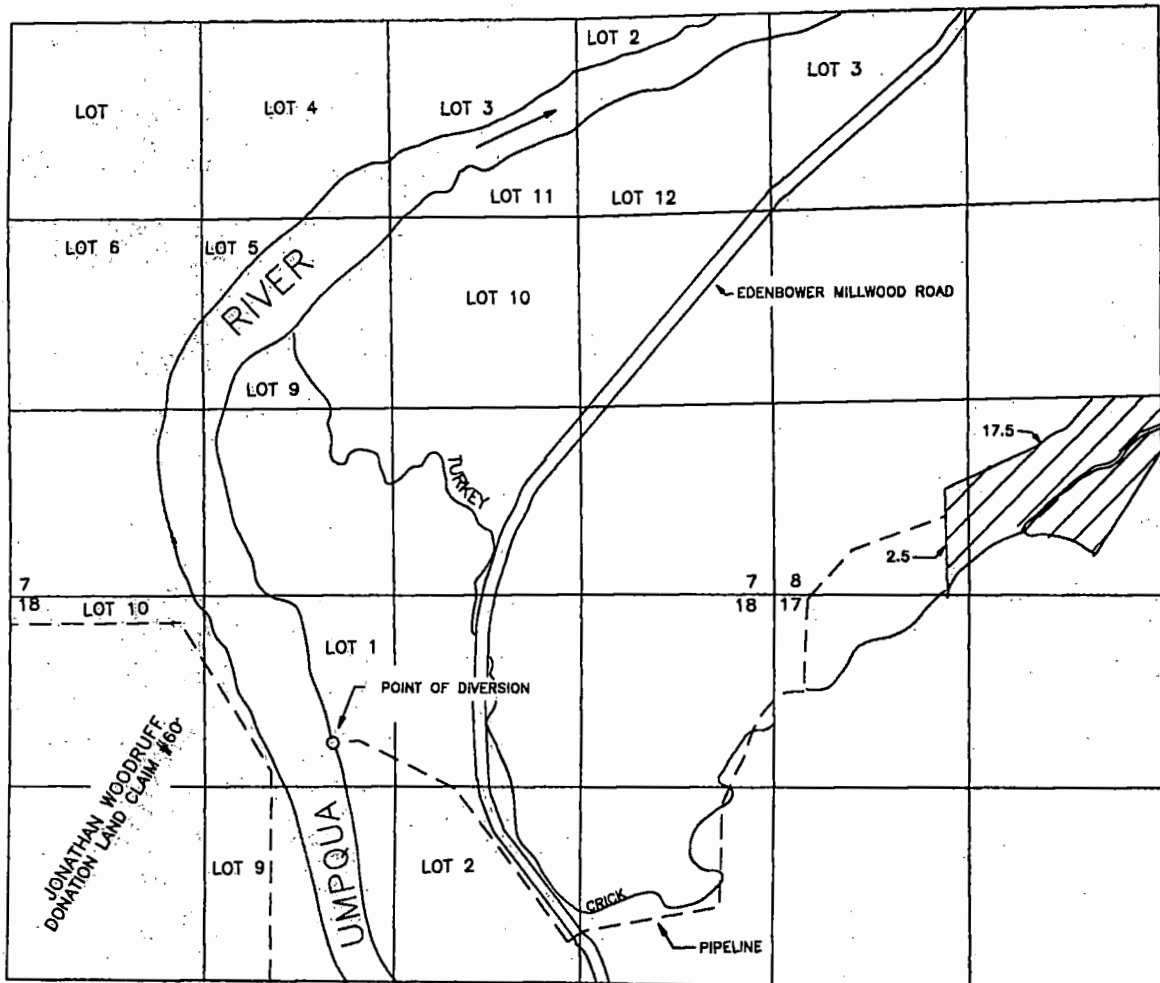 LOT 2
LOT 3
LOT
LOT 4
LOT 3
LOT 11
LOT 12
LOT 6
LOT 5
RIVER
LOT 10
EDENBOWER MILLWOOD ROAD
LOT 9
17.5
TURKEY
2.5
7
7 8
18
18 17
LOT 10
LOT 1
POINT OF DIVERSION
JONATHAN WOODRUFF
DONATION LAND CLAIM #60
UMPQUA
LOT 9
LOT 2
CRICK
PIPELINE